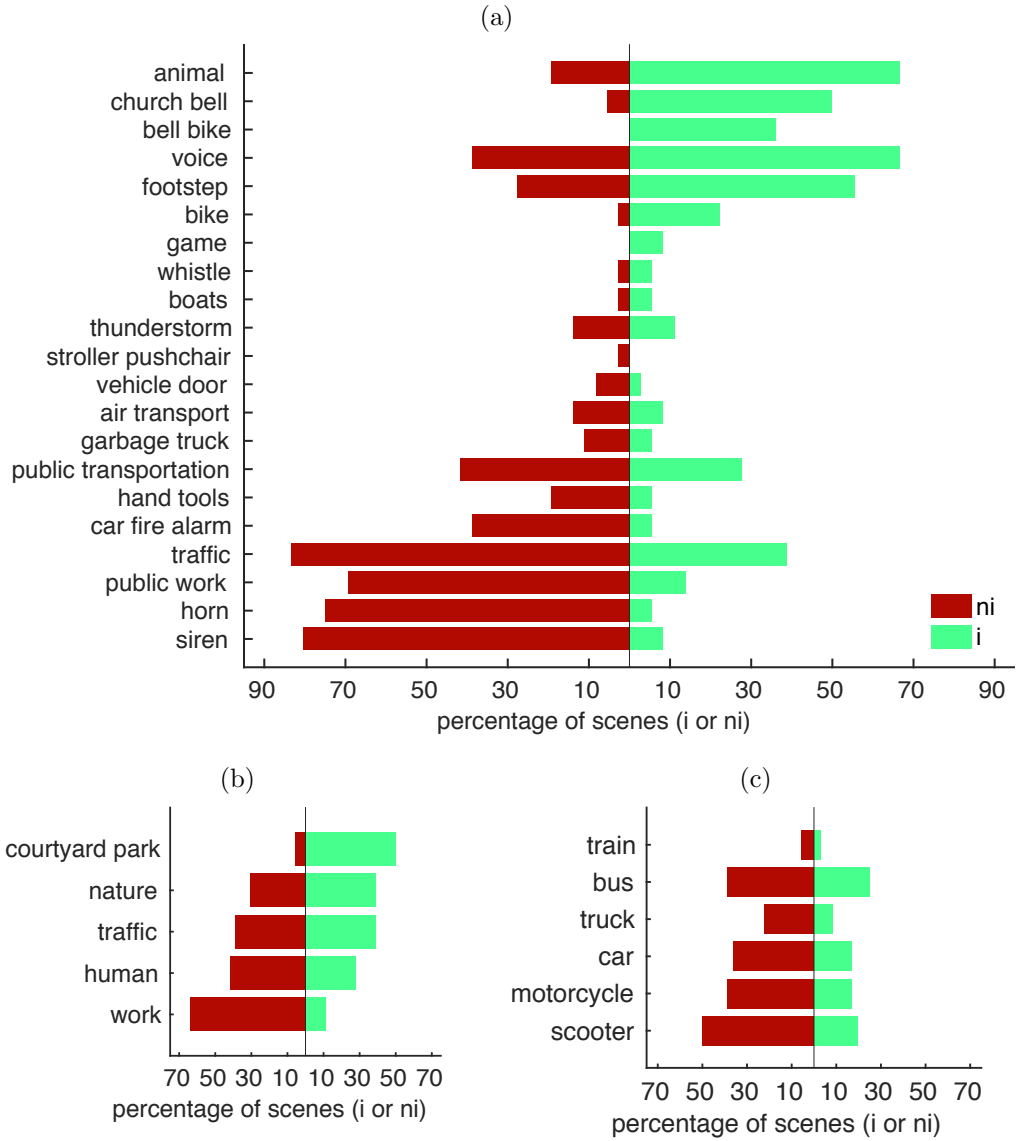 (a)
animal
church bell
bell bike
voice
footstep
bike
game
whistle
boats
thunderstorm
stroller pushchair
vehicle door
air transport
garbage truck
public transportation
hand tools
car fire alarm
traffic
public work
horn
siren
ni
i
90 70 50 30 10 10 30 50 70 90
percentage of scenes (i or ni)
(b)
courtyard park
nature
traffic
human
work
70 50 30 10 10 30 50 70
percentage of scenes (i or ni)
(c)
train
bus
truck
car
motorcycle
scooter
70 50 30 10 10 30 50 70
percentage of scenes (i or ni)